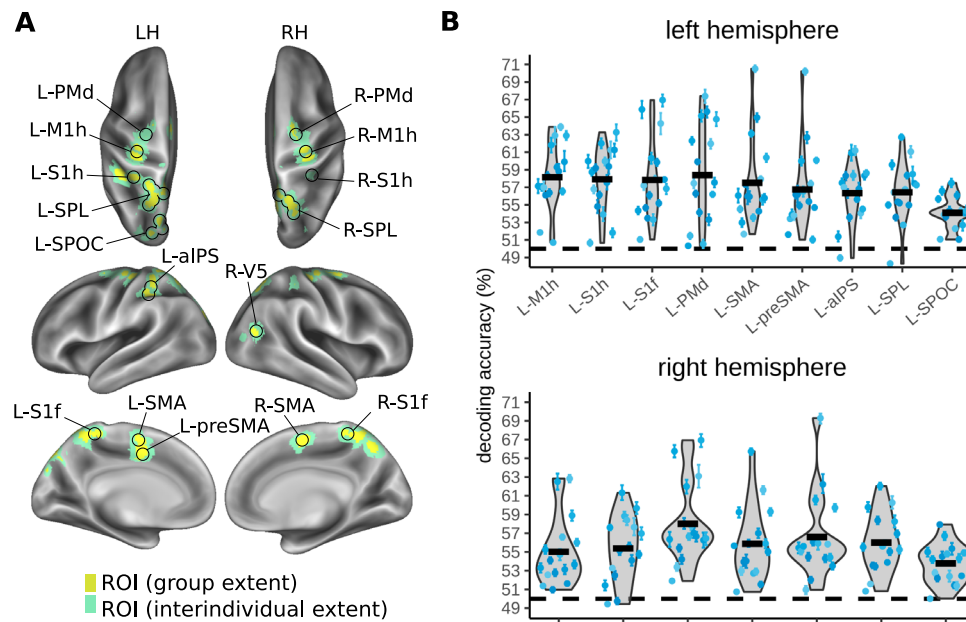 A
LH
RH
L-PMd
R-PMd
L-M1h
R-M1h
L-S1h
R-S1h
L-SPL
R-SPL
L-SPOC
L-aIPS
R-V5
L-S1f
L-SMA
L-preSMA
R-SMA
R-S1f
ROI (group extent)
ROI (interindividual extent)
B
left hemisphere
71
69
67
65
63
61
59
57
55
53
51
49
L-M1h
L-S1h
L-S1f
L-PMd
L-SMA
L-preSMA
L-aIPS
L-SPL
L-SPOC
decoding accuracy (%)
right hemisphere
71
69
67
65
63
61
59
57
55
53
51
49